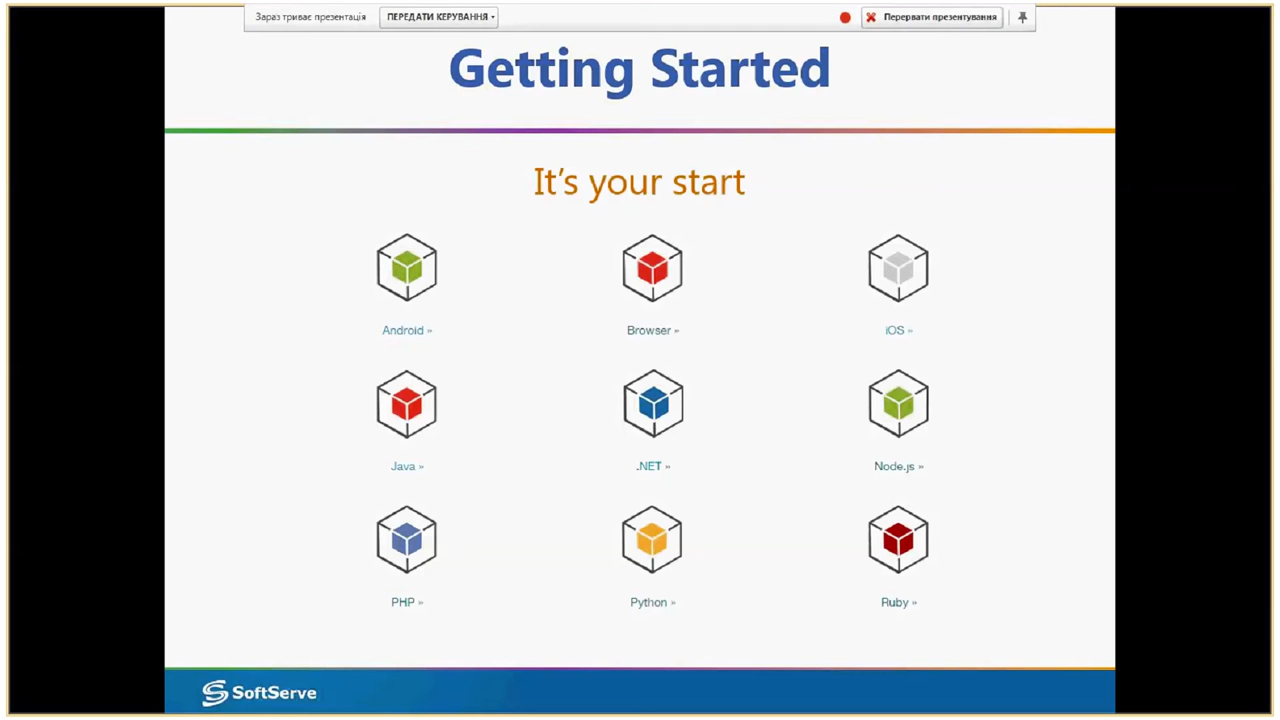 Зараз триває презентація ПЕРЕДАТИ КЕРУВАННЯ Перервати презентування
Getting Started
It's your start
Android » Browser » iOS »
Java » .NET » Node.js »
PHP » Python » Ruby »
SoftServe